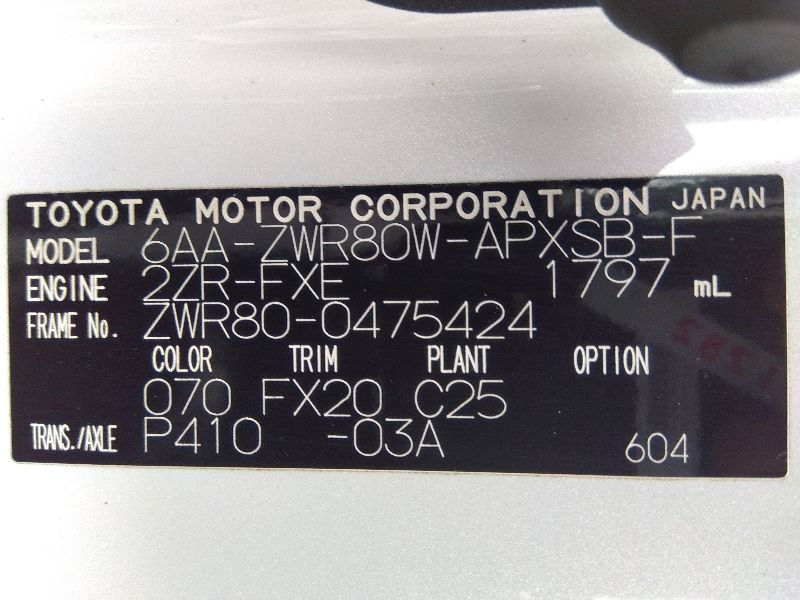 TOYOTA MOTOR CORPORATION JAPAN
MODEL 6AA-ZWR80W-APXSB-F
ENGINE 2ZR-FXE 1797 mL
FRAME No. ZWR80-0475424
COLOR TRIM PLANT OPTION
070 FX20 C25
TRANS./AXLE P410 -03A 604